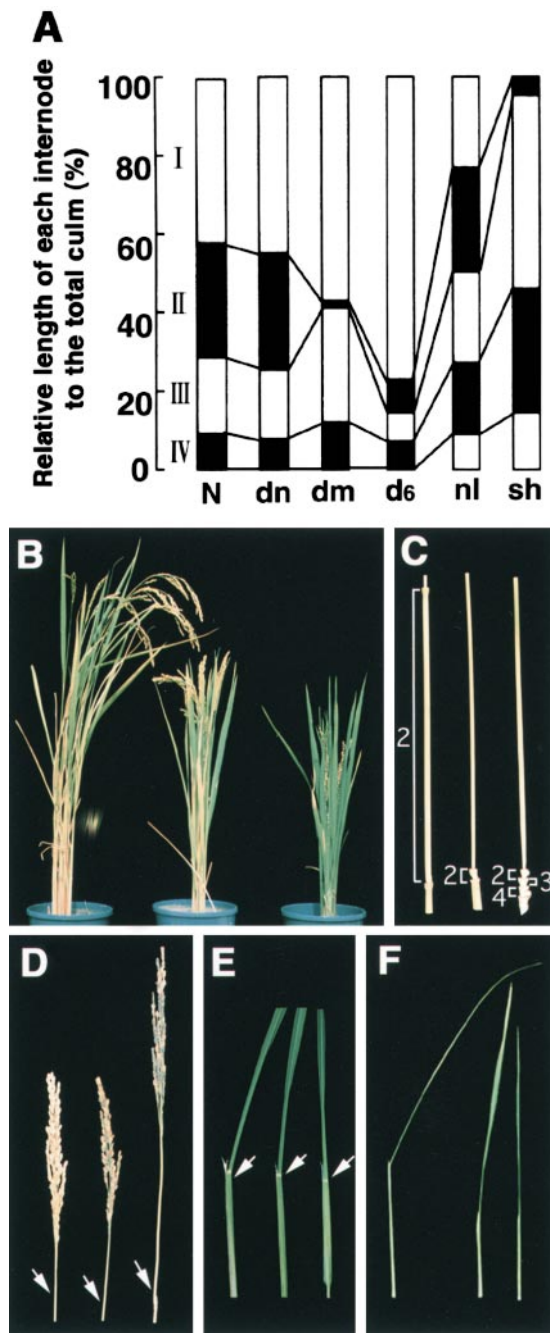 A
Relative length of each internode
to the total culm (%)
100
80
60
40
20
0
I
II
III
IV
N dn dm d6 nl sh
B
C
2
2
2
3
4
D
E
F